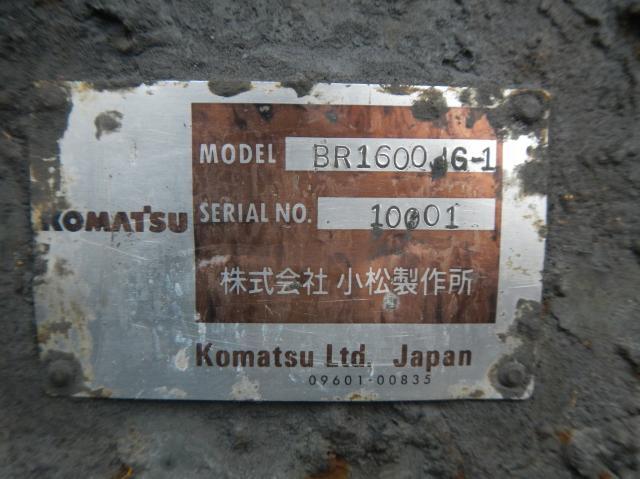 MODEL BR1600JG-1
KOMATSU
SERIAL NO. 10001
株式会社 小松製作所
Komatsu Ltd. Japan
09601-00835